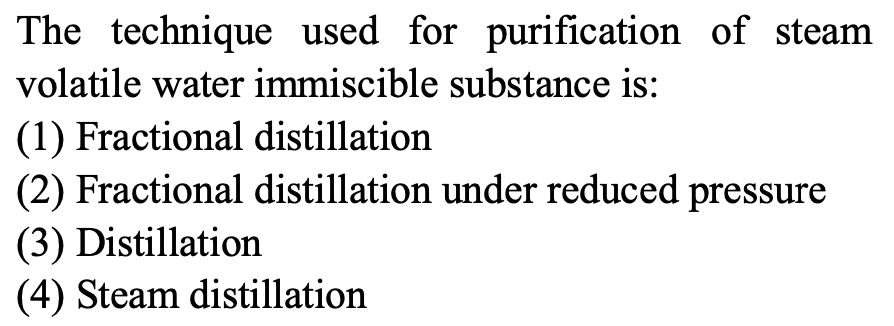 The technique used for purification of steam
volatile water immiscible substance is:
(1) Fractional distillation
(2) Fractional distillation under reduced pressure
(3) Distillation
(4) Steam distillation